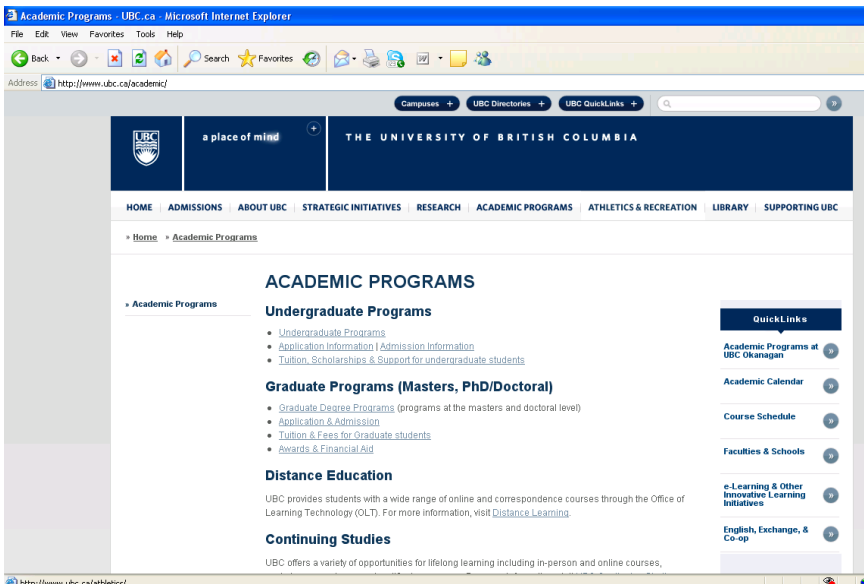 Academic Programs - UBC.ca - Microsoft Internet Explorer
File Edit View Favorites Tools Help
Back Search Favorites
Address http://www.ubc.ca/academic/
Campuses + UBC Directories + UBC QuickLinks +
UBC a place of mind + THE UNIVERSITY OF BRITISH COLUMBIA
HOME ADMISSIONS ABOUT UBC STRATEGIC INITIATIVES RESEARCH ACADEMIC PROGRAMS ATHLETICS & RECREATION LIBRARY SUPPORTING UBC
» Home » Academic Programs
» Academic Programs
ACADEMIC PROGRAMS
Undergraduate Programs
• Undergraduate Programs
• Application Information | Admission Information
• Tuition, Scholarships & Support for undergraduate students
Graduate Programs (Masters, PhD/Doctoral)
• Graduate Degree Programs (programs at the masters and doctoral level)
• Application & Admission
• Tuition & Fees for Graduate students
• Awards & Financial Aid
Distance Education
UBC provides students with a wide range of online and correspondence courses through the Office of
Learning Technology (OLT). For more information, visit Distance Learning.
Continuing Studies
UBC offers a variety of opportunities for lifelong learning including in-person and online courses,
QuickLinks
Academic Programs at
UBC Okanagan »
Academic Calendar »
Course Schedule »
Faculties & Schools »
e-Learning & Other
Innovative Learning
Initiatives »
English, Exchange, &
Co-op »
http://www.ubc.ca/athletics/